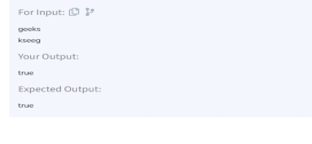 For Input:
geeks
kseeg
Your Output:
true
Expected Output:
true